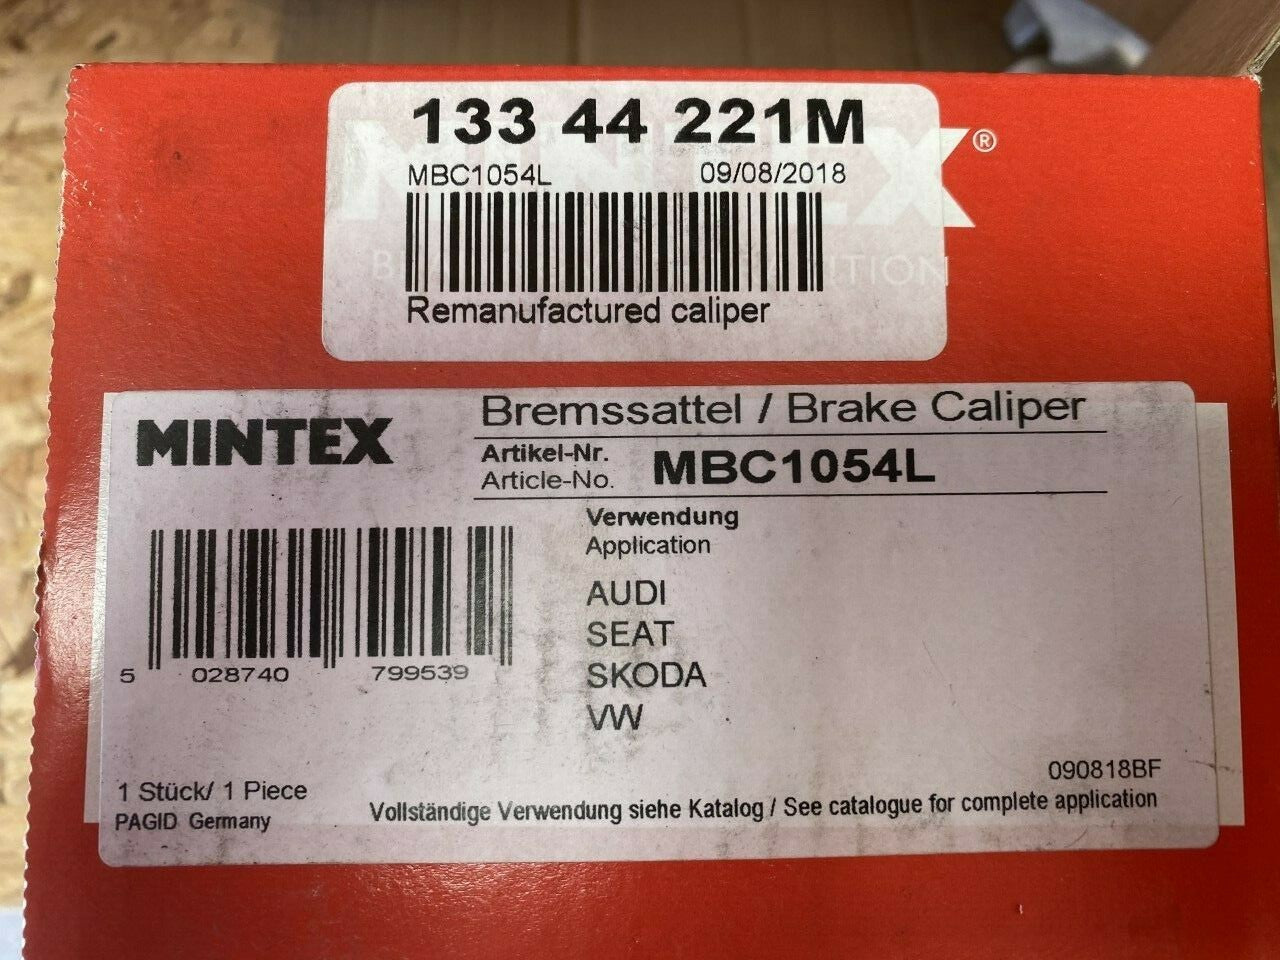 133 44 221M
MBC1054L 09/08/2018
Remanufactured caliper
®
MINTEX
Bremssattel / Brake Caliper
Artikel-Nr.
Article-No. MBC1054L
Verwendung
Application
AUDI
SEAT
SKODA
VW
5 028740 799539
1 Stück/ 1 Piece
PAGID Germany
090818BF
Vollständige Verwendung siehe Katalog / See catalogue for complete application